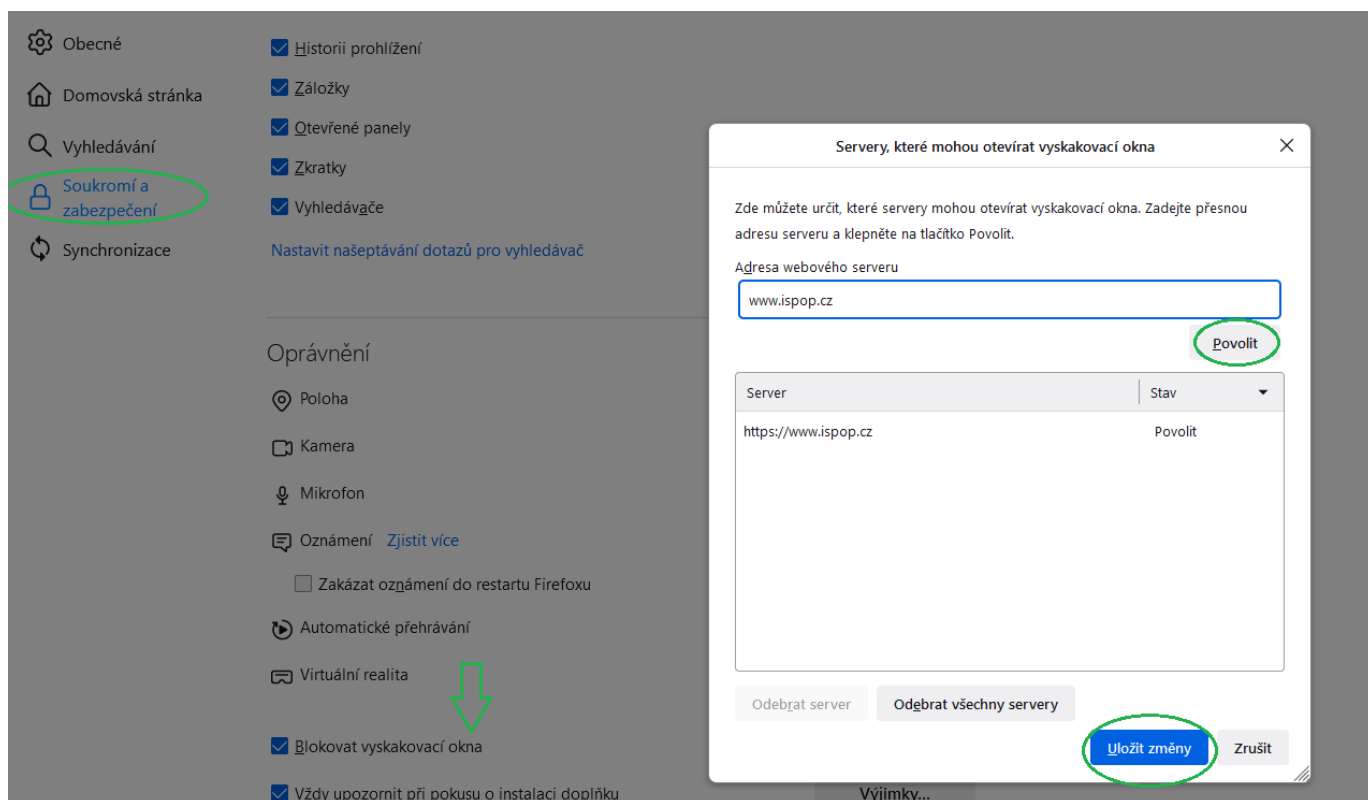 Obecné
Domovská stránka
Vyhledávání
Soukromí a
zabezpečení
Synchronizace
Historii prohlížení
Záložky
Otevřené panely
Zkratky
Vyhledávače
Nastavit našeptávání dotazů pro vyhledávač
Oprávnění
Poloha
Kamera
Mikrofon
Oznámení Zjistit více
Zakázat oznámení do restartu Firefoxu
Automatické přehrávání
Virtuální realita
Blokovat vyskakovací okna
Vždy upozornit při pokusu o instalaci doplňku
Výjimky...
Servery, které mohou otevírat vyskakovací okna
Zde můžete určit, které servery mohou otevírat vyskakovací okna. Zadejte přesnou
adresu serveru a klepněte na tlačítko Povolit.
Adresa webového serveru
www.ispop.cz
Povolit
Server Stav
https://www.ispop.cz Povolit
Odebrat server Odebrat všechny servery
Uložit změny Zrušit